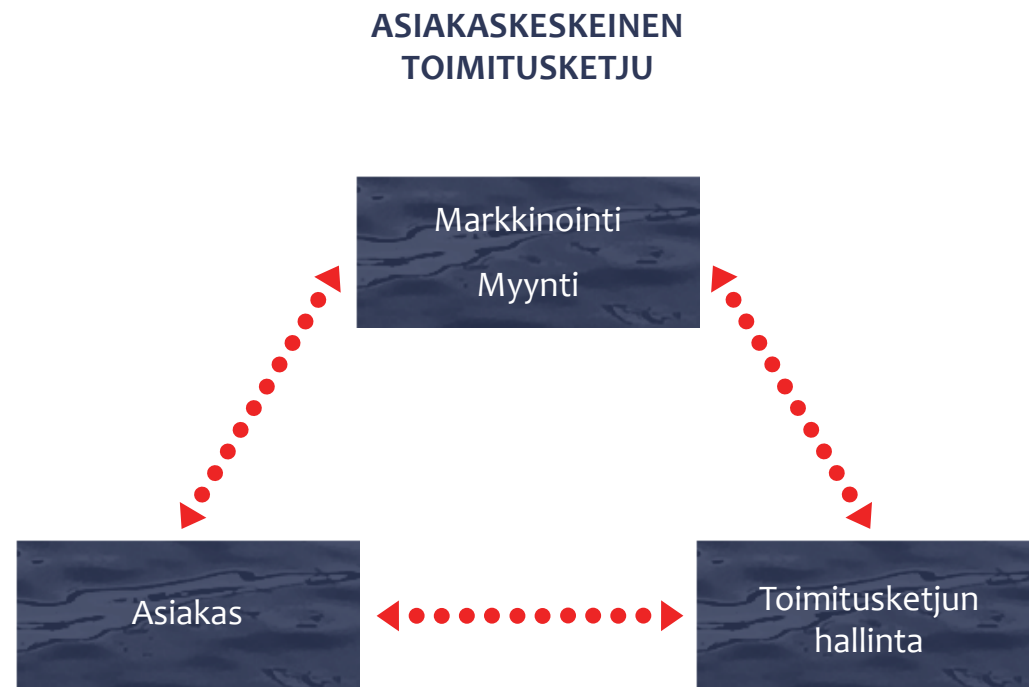 ASIAKASKESKEINEN
TOIMITUSKETJU
Markkinointi
Myynti
Asiakas
Toimitusketjun
hallinta